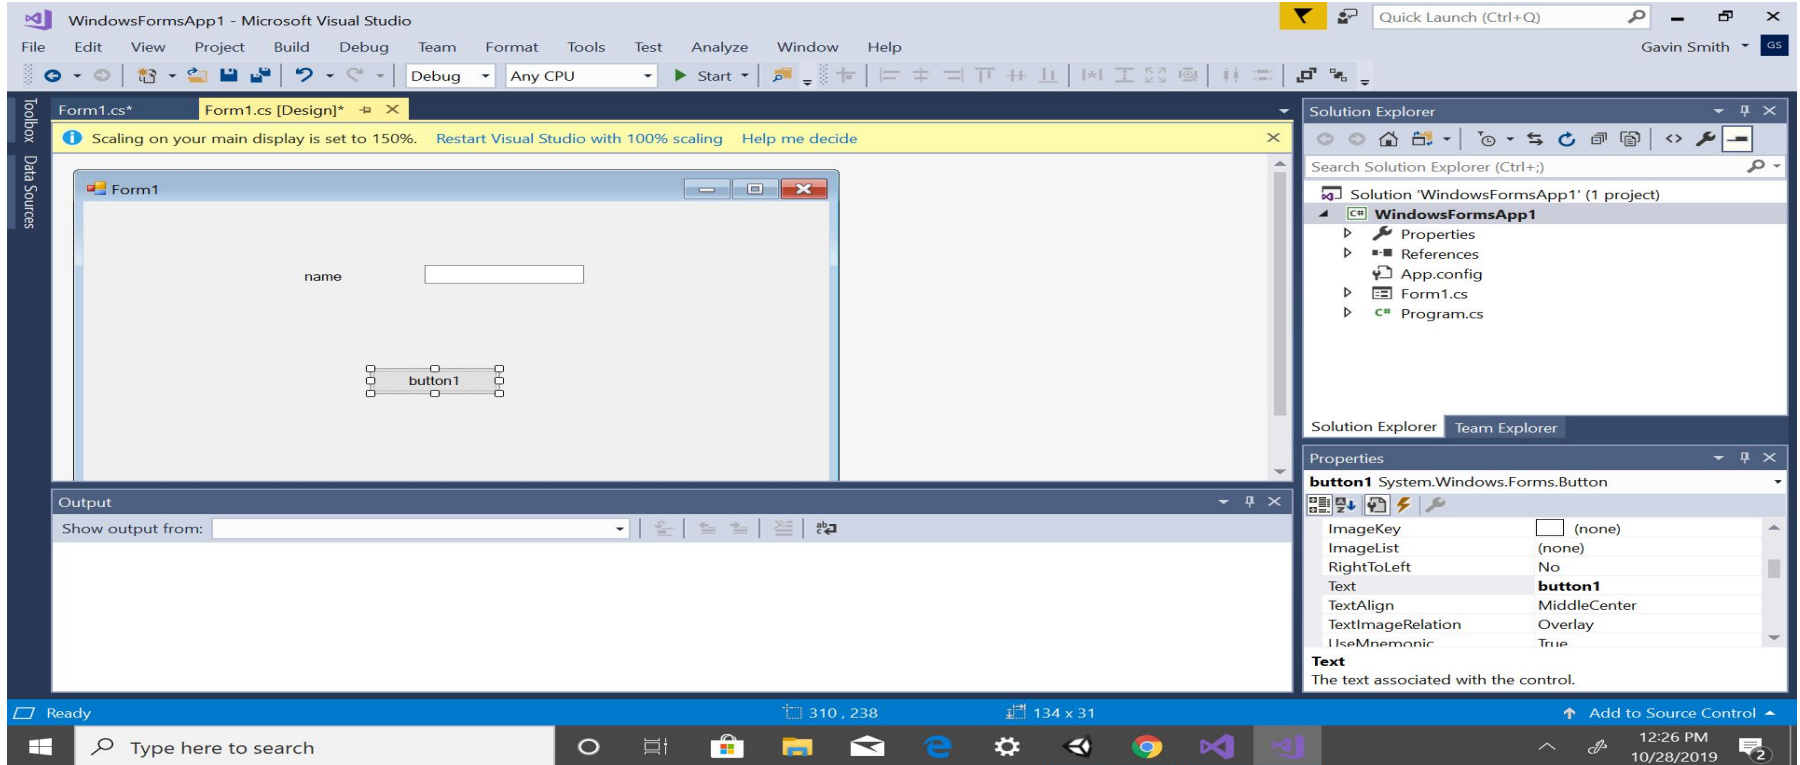 WindowsFormsApp1 - Microsoft Visual Studio
Quick Launch (Ctrl+Q)
File Edit View Project Build Debug Team Format Tools Test Analyze Window Help
Gavin Smith GS
Debug Any CPU Start
Toolbox
Data Sources
Form1.cs* Form1.cs [Design]*
Scaling on your main display is set to 150%. Restart Visual Studio with 100% scaling Help me decide
Form1
name
button1
Output
Show output from:
Solution Explorer
Search Solution Explorer (Ctrl+;)
Solution 'WindowsFormsApp1' (1 project)
C# WindowsFormsApp1
Properties
References
App.config
Form1.cs
C# Program.cs
Solution Explorer Team Explorer
Properties
button1 System.Windows.Forms.Button
ImageKey (none)
ImageList (none)
RightToLeft No
Text button1
TextAlign MiddleCenter
TextImageRelation Overlay
UseMnemonic True
Text
The text associated with the control.
Ready 310 , 238 134 x 31 Add to Source Control
Type here to search
12:26 PM
10/28/2019
2